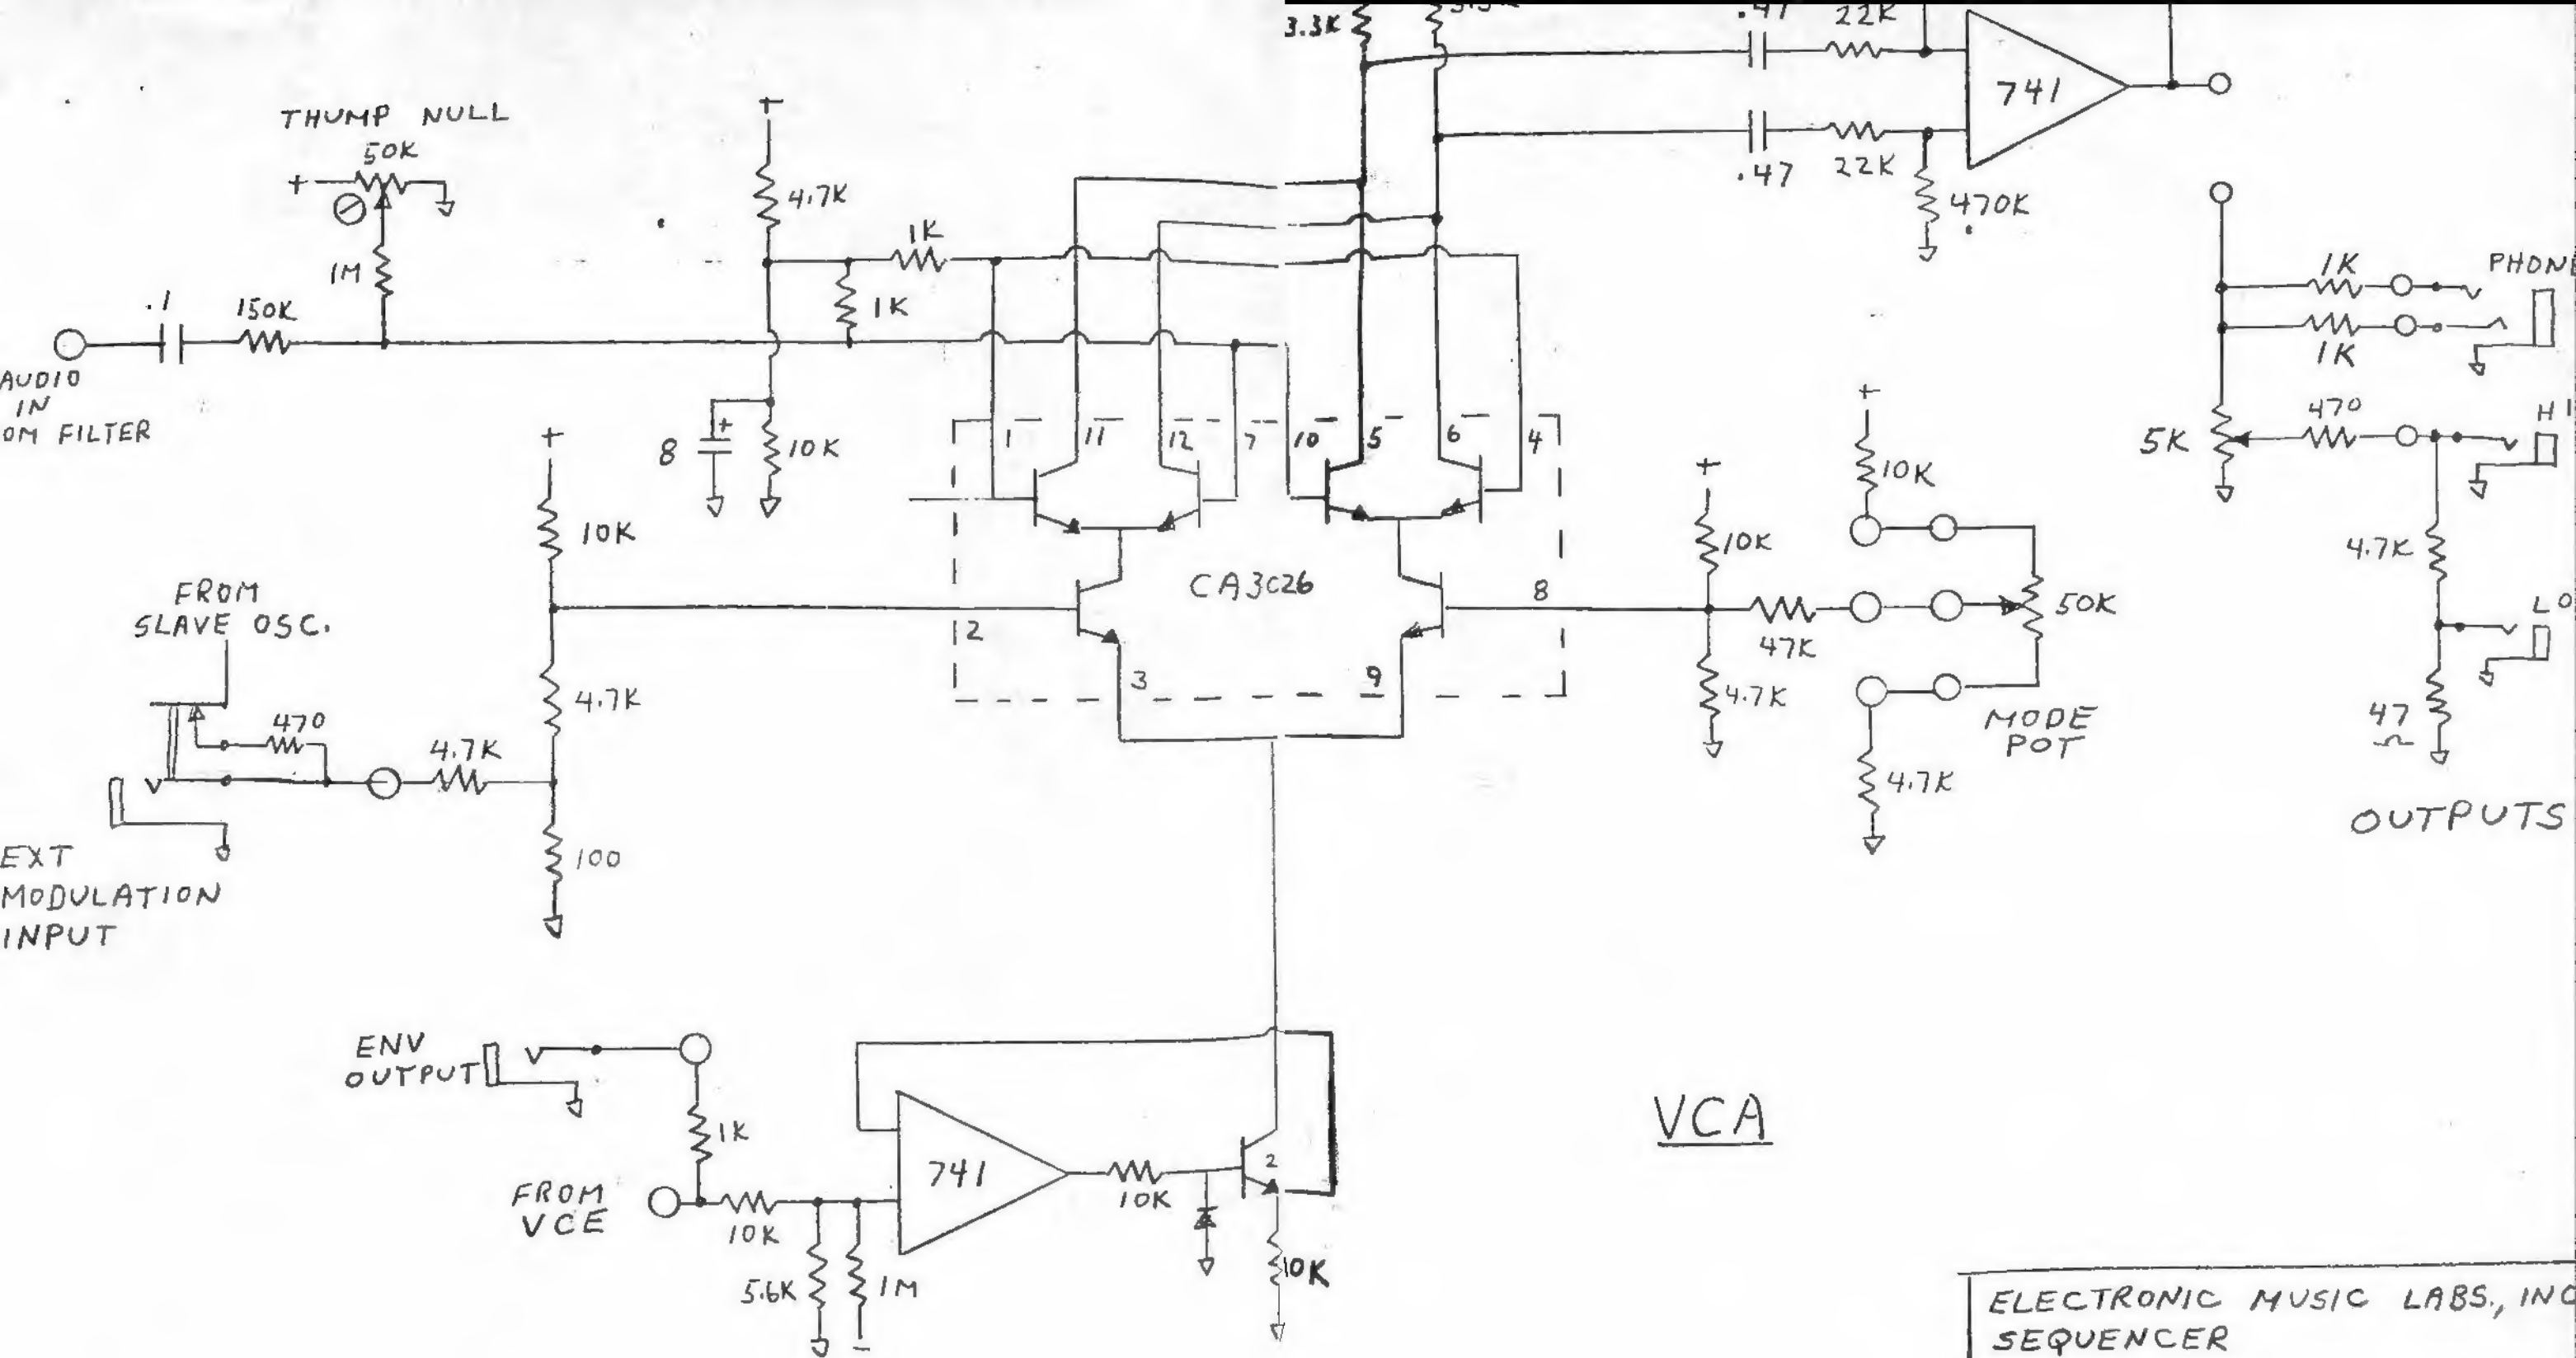 3.3K
.47
22K
741
THUMP NULL
50K
+
+
4.7K
.47
22K
470K
1K
1M
1K
.1
150K
1K
PHONE
1K
AUDIO
IN
OM FILTER
+
8
10K
+
1
11
12
7
10
5
6
4
+
10K
+
5K
470
HI
10K
10K
4.7K
FROM
SLAVE OSC.
CA3C26
8
50K
LO
2
47K
4.7K
3
9
4.7K
470
4.7K
MODE
POT
47
Ω
4.7K
OUTPUTS
100
EXT
MODULATION
INPUT
ENV
OUTPUT
1K
VCA
741
2
FROM
VCE
10K
10K
5.6K
1M
10K
-
ELECTRONIC MUSIC LABS., INC
SEQUENCER